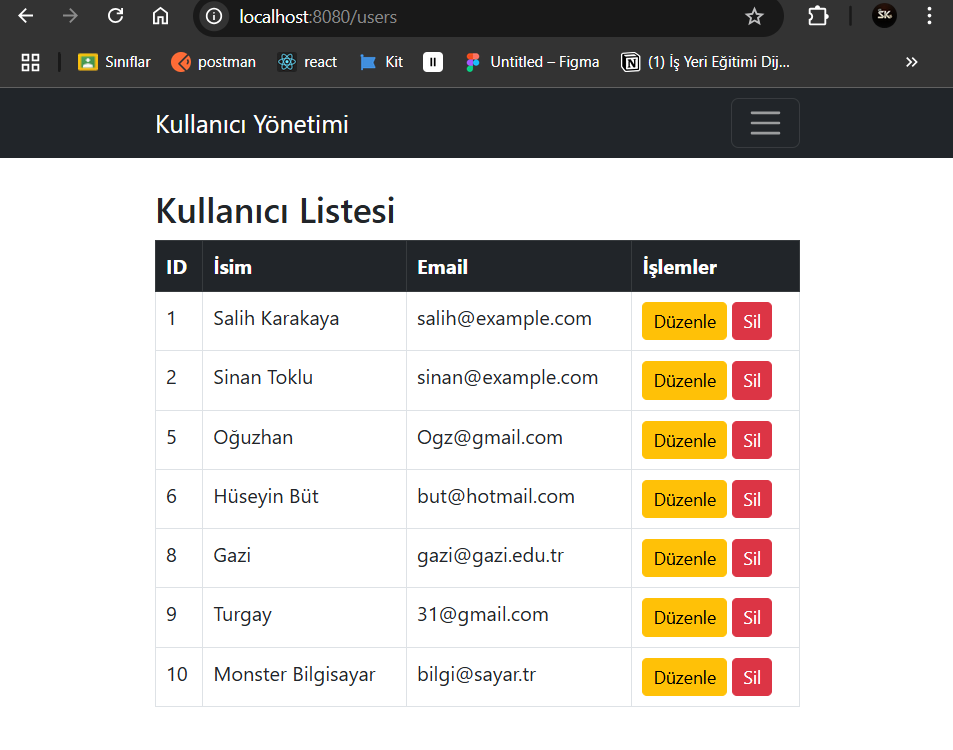 localhost:8080/users
SK
Sınıflar postman react Kit Untitled – Figma (1) İş Yeri Eğitimi Dij...
Kullanıcı Yönetimi
Kullanıcı Listesi
ID İsim Email İşlemler
1 Salih Karakaya salih@example.com Düzenle Sil
2 Sinan Toklu sinan@example.com Düzenle Sil
5 Oğuzhan Ogz@gmail.com Düzenle Sil
6 Hüseyin Büt but@hotmail.com Düzenle Sil
8 Gazi gazi@gazi.edu.tr Düzenle Sil
9 Turgay 31@gmail.com Düzenle Sil
10 Monster Bilgisayar bilgi@sayar.tr Düzenle Sil